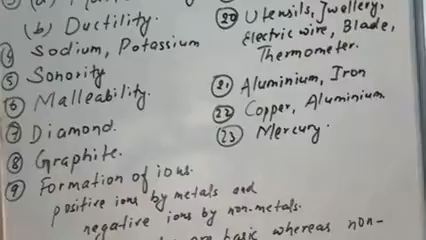 (b) Ductility.
④ Sodium, Potassium
⑤ Sonority
⑥ Malleability.
⑦ Diamond.
⑧ Graphite.
⑨ Formation of ions.
positive ions by metals and
negative ions by non-metals.
basic whereas non-
⑳ Utensils, Jwellery,
Electric wire, Blade,
Thermometer.
㉑ Aluminium, Iron
㉒ Copper, Aluminium
㉓ Mercury.